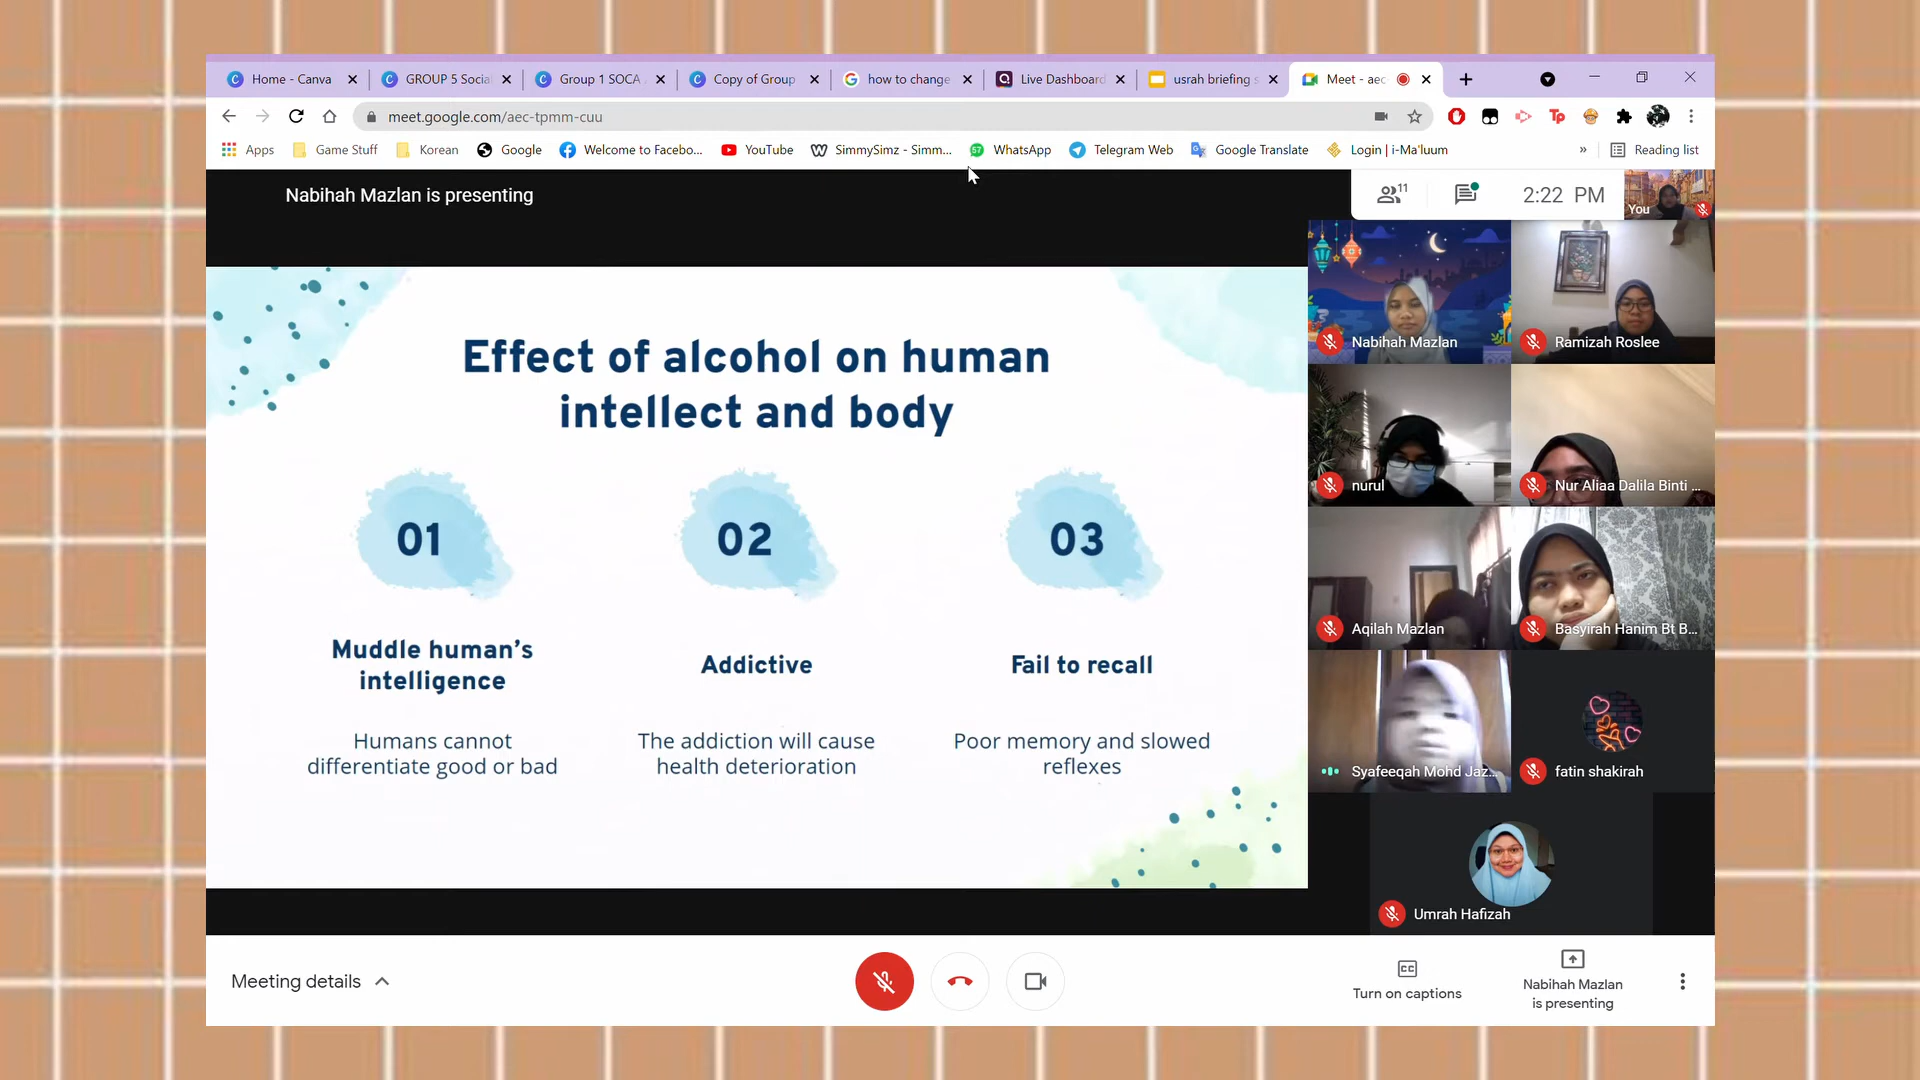 Home - Canva
GROUP 5 Socia
Group 1 SOCA
Copy of Group
how to change
Live Dashboard
usrah briefing s
Meet - aec
meet.google.com/aec-tpmm-cuu
Apps
Game Stuff
Korean
Google
Welcome to Facebo...
YouTube
SimmySimz - Simm...
WhatsApp
Telegram Web
Google Translate
Login | i-Ma'luum
»
Reading list
Nabihah Mazlan is presenting
11
2:22 PM
You
Effect of alcohol on human
intellect and body
01
02
03
Muddle human's
intelligence
Addictive
Fail to recall
Humans cannot
differentiate good or bad
The addiction will cause
health deterioration
Poor memory and slowed
reflexes
Nabihah Mazlan
Ramizah Roslee
nurul
Nur Aliaa Dalila Binti ...
Aqilah Mazlan
Basyirah Hanim Bt B...
Syafeeqah Mohd Jaz...
fatin shakirah
Umrah Hafizah
Meeting details
Turn on captions
Nabihah Mazlan
is presenting